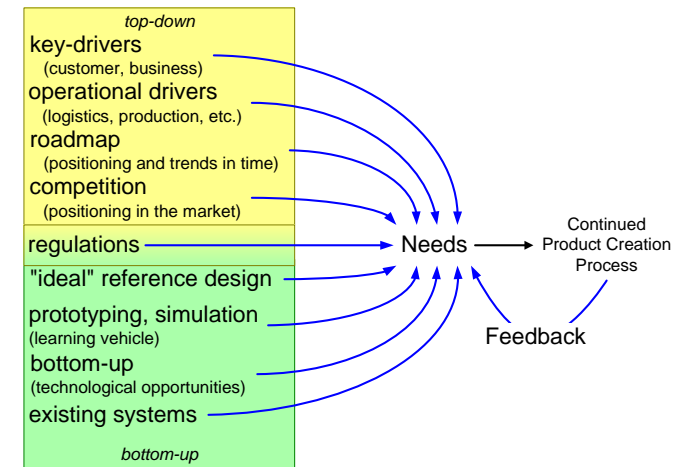 top-down
key-drivers
(customer, business)
operational drivers
(logistics, production, etc.)
roadmap
(positioning and trends in time)
competition
(positioning in the market)
regulations
"ideal" reference design
prototyping, simulation
(learning vehicle)
bottom-up
(technological opportunities)
existing systems
bottom-up
Needs
Continued
Product Creation
Process
Feedback